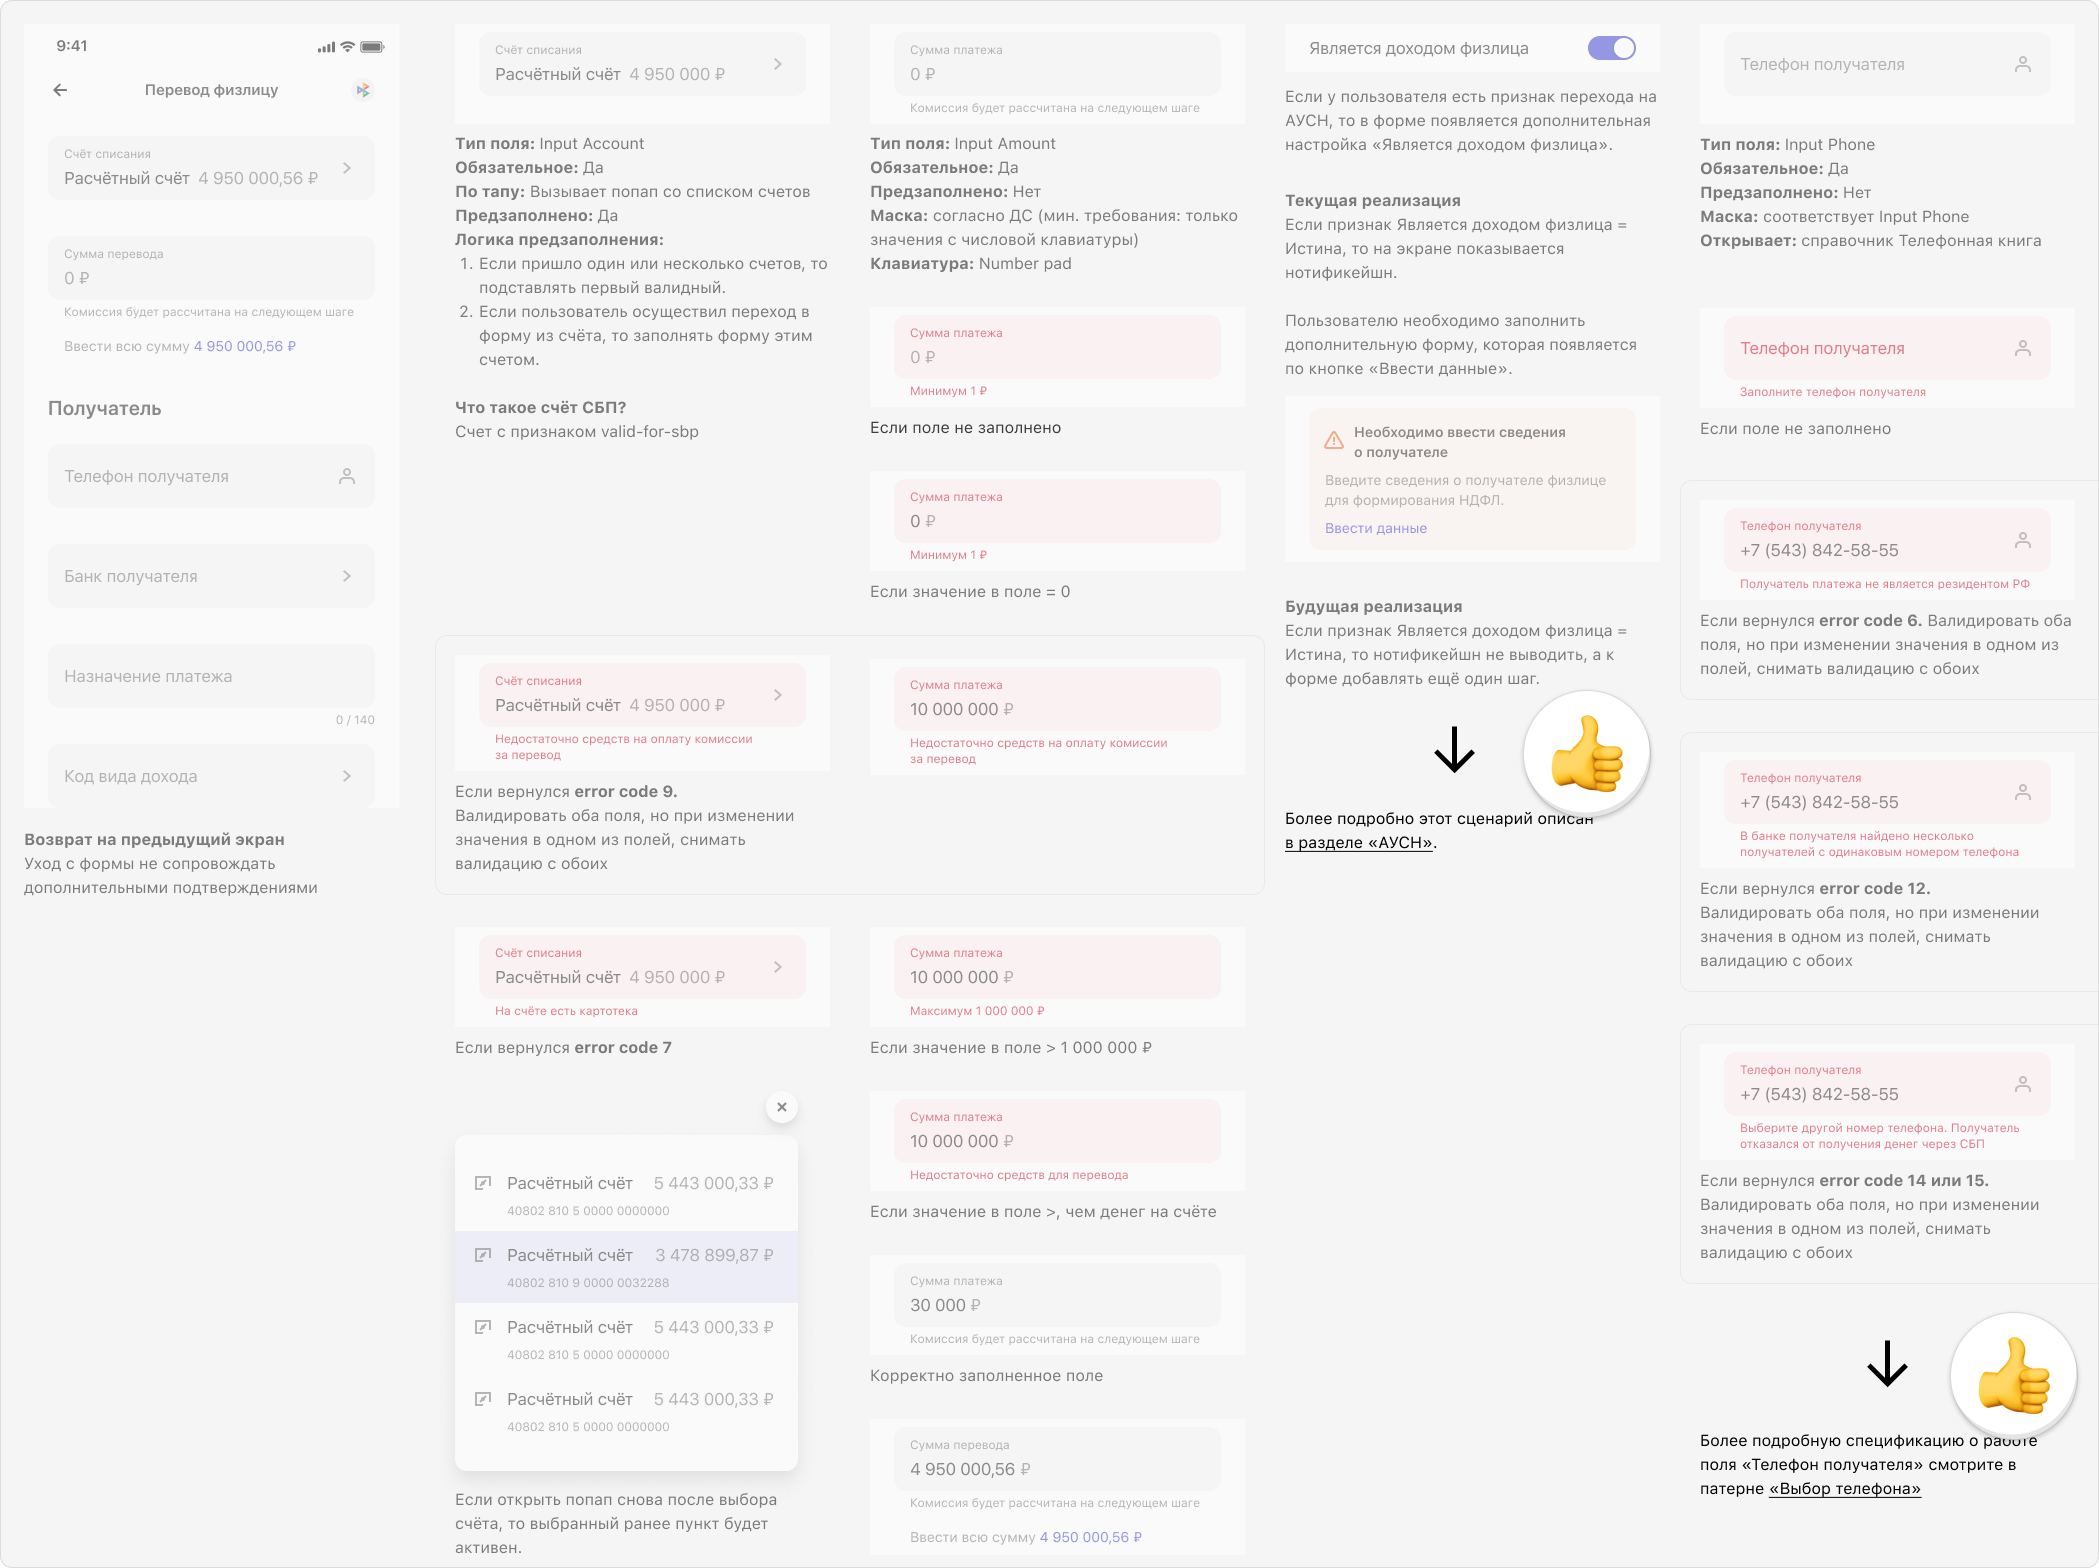 9:41
Перевод физлицу
Счёт списания
Расчётный счёт 4 950 000,56 ₽
Сумма перевода
0 ₽
Комиссия будет рассчитана на следующем шаге
Ввести всю сумму 4 950 000,56 ₽
Получатель
Телефон получателя
Банк получателя
Назначение платежа
0 / 140
Код вида дохода
Возврат на предыдущий экран
Уход с формы не сопровождать
дополнительными подтверждениями
Счёт списания
Расчётный счёт 4 950 000 ₽
Тип поля: Input Account
Обязательное: Да
По тапу: Вызывает попап со списком счетов
Предзаполнено: Да
Логика предзаполнения:
1. Если пришло один или несколько счетов, то
подставлять первый валидный.
2. Если пользователь осуществил переход в
форму из счёта, то заполнять форму этим
счетом.
Что такое счёт СБП?
Счет с признаком valid-for-sbp
Счёт списания
Расчётный счёт 4 950 000 ₽
Недостаточно средств на оплату комиссии
за перевод
Если вернулся error code 9.
Валидировать оба поля, но при изменении
значения в одном из полей, снимать
валидацию с обоих
Счёт списания
Расчётный счёт 4 950 000 ₽
На счёте есть картотека
Если вернулся error code 7
Расчётный счёт 5 443 000,33 ₽
40802 810 5 0000 0000000
Расчётный счёт 3 478 899,87 ₽
40802 810 9 0000 0032288
Расчётный счёт 5 443 000,33 ₽
40802 810 5 0000 0000000
Расчётный счёт 5 443 000,33 ₽
40802 810 5 0000 0000000
Если открыть попап снова после выбора
счёта, то выбранный ранее пункт будет
активен.
Сумма платежа
0 ₽
Комиссия будет рассчитана на следующем шаге
Тип поля: Input Amount
Обязательное: Да
Предзаполнено: Нет
Маска: согласно ДС (мин. требования: только
значения с числовой клавиатуры)
Клавиатура: Number pad
Сумма платежа
0 ₽
Минимум 1 ₽
Если поле не заполнено
Сумма платежа
0 ₽
Минимум 1 ₽
Если значение в поле = 0
Сумма платежа
10 000 000 ₽
Недостаточно средств на оплату комиссии
за перевод
Сумма платежа
10 000 000 ₽
Максимум 1 000 000 ₽
Если значение в поле > 1 000 000 ₽
Сумма платежа
10 000 000 ₽
Недостаточно средств для перевода
Если значение в поле >, чем денег на счёте
Сумма платежа
30 000 ₽
Комиссия будет рассчитана на следующем шаге
Корректно заполненное поле
Сумма перевода
4 950 000,56 ₽
Комиссия будет рассчитана на следующем шаге
Ввести всю сумму 4 950 000,56 ₽
Является доходом физлица
Если у пользователя есть признак перехода на
АУСН, то в форме появляется дополнительная
настройка «Является доходом физлица».
Текущая реализация
Если признак Является доходом физлица =
Истина, то на экране показывается
нотификейшн.
Пользователю необходимо заполнить
дополнительную форму, которая появляется
по кнопке «Ввести данные».
Необходимо ввести сведения
о получателе
Введите сведения о получателе физлице
для формирования НДФЛ.
Ввести данные
Будущая реализация
Если признак Является доходом физлица =
Истина, то нотификейшн не выводить, а к
форме добавлять ещё один шаг.
Более подробно этот сценарий описан
в разделе «АУСН».
Телефон получателя
Тип поля: Input Phone
Обязательное: Да
Предзаполнено: Нет
Маска: соответствует Input Phone
Открывает: справочник Телефонная книга
Телефон получателя
Заполните телефон получателя
Если поле не заполнено
Телефон получателя
+7 (543) 842-58-55
Получатель платежа не является резидентом РФ
Если вернулся error code 6. Валидировать оба
поля, но при изменении значения в одном из
полей, снимать валидацию с обоих
Телефон получателя
+7 (543) 842-58-55
В банке получателя найдено несколько
получателей с одинаковым номером телефона
Если вернулся error code 12.
Валидировать оба поля, но при изменении
значения в одном из полей, снимать
валидацию с обоих
Телефон получателя
+7 (543) 842-58-55
Выберите другой номер телефона. Получатель
отказался от получения денег через СБП
Если вернулся error code 14 или 15.
Валидировать оба поля, но при изменении
значения в одном из полей, снимать
валидацию с обоих
Более подробную спецификацию о работе
поля «Телефон получателя» смотрите в
патерне «Выбор телефона»